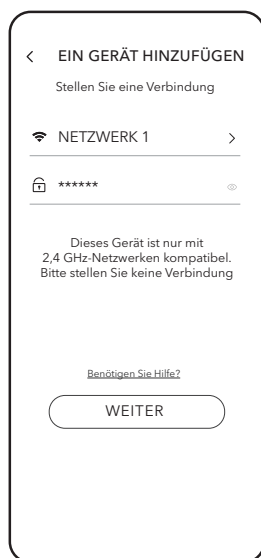 EIN GERÄT HINZUFÜGEN
Stellen Sie eine Verbindung
NETZWERK 1
******
Dieses Gerät ist nur mit
2,4 GHz-Netzwerken kompatibel.
Bitte stellen Sie keine Verbindung
Benötigen Sie Hilfe?
WEITER